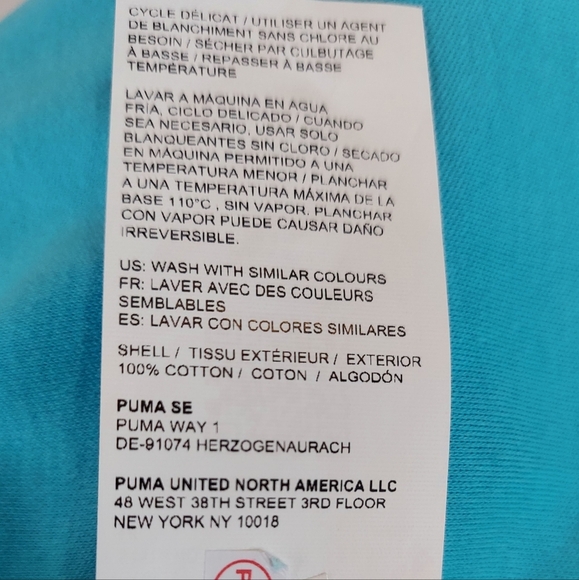 CYCLE DÉLICAT / UTILISER UN AGENT
DE BLANCHIMENT SANS CHLORE AU
BESOIN / SÉCHER PAR CULBUTAGE
À BASSE / REPASSER À BASSE
TEMPÉRATURE
LAVAR A MÁQUINA EN AGUA
FRÍA, CICLO DELICADO / CUANDO
SEA NECESARIO, USAR SOLO
BLANQUEANTES SIN CLORO / SECADO
EN MÁQUINA PERMITIDO A UNA
TEMPERATURA MENOR / PLANCHAR
A UNA TEMPERATURA MÁXIMA DE LA
BASE 110°C , SIN VAPOR. PLANCHAR
CON VAPOR PUEDE CAUSAR DAÑO
IRREVERSIBLE.
US: WASH WITH SIMILAR COLOURS
FR: LAVER AVEC DES COULEURS
SEMBLABLES
ES: LAVAR CON COLORES SIMILARES
SHELL / TISSU EXTÉRIEUR / EXTERIOR
100% COTTON / COTON / ALGODÓN
PUMA SE
PUMA WAY 1
DE-91074 HERZOGENAURACH
PUMA UNITED NORTH AMERICA LLC
48 WEST 38TH STREET 3RD FLOOR
NEW YORK NY 10018